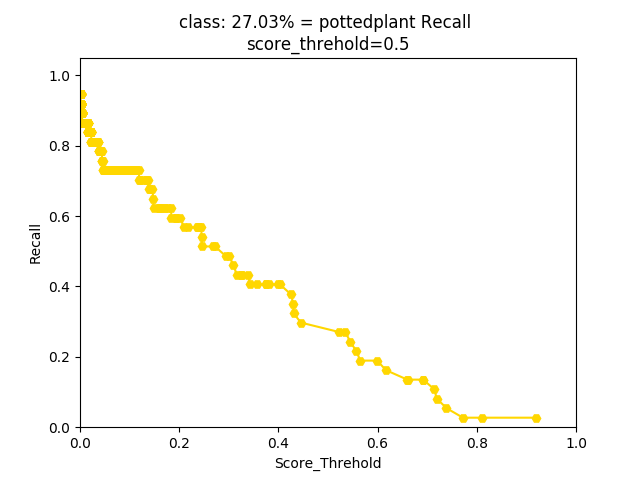 class: 27.03% = pottedplant Recall
score_threhold=0.5
1.0
0.8
0.6
0.4
0.2
0.0
Recall
0.0 0.2 0.4 0.6 0.8 1.0
Score_Threhold